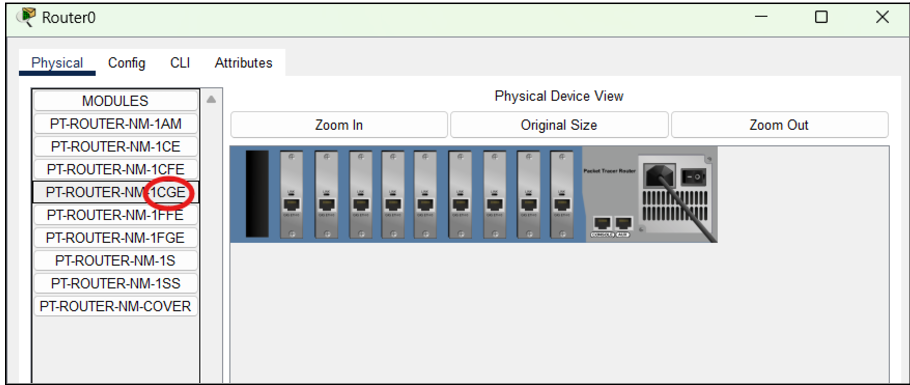 Router0
Physical Config CLI Attributes
MODULES
PT-ROUTER-NM-1AM
PT-ROUTER-NM-1CE
PT-ROUTER-NM-1CFE
PT-ROUTER-NM-1CGE
PT-ROUTER-NM-1FFE
PT-ROUTER-NM-1FGE
PT-ROUTER-NM-1S
PT-ROUTER-NM-1SS
PT-ROUTER-NM-COVER
Physical Device View
Zoom In Original Size Zoom Out
Packet Tracer Router
CONSOLE AUX